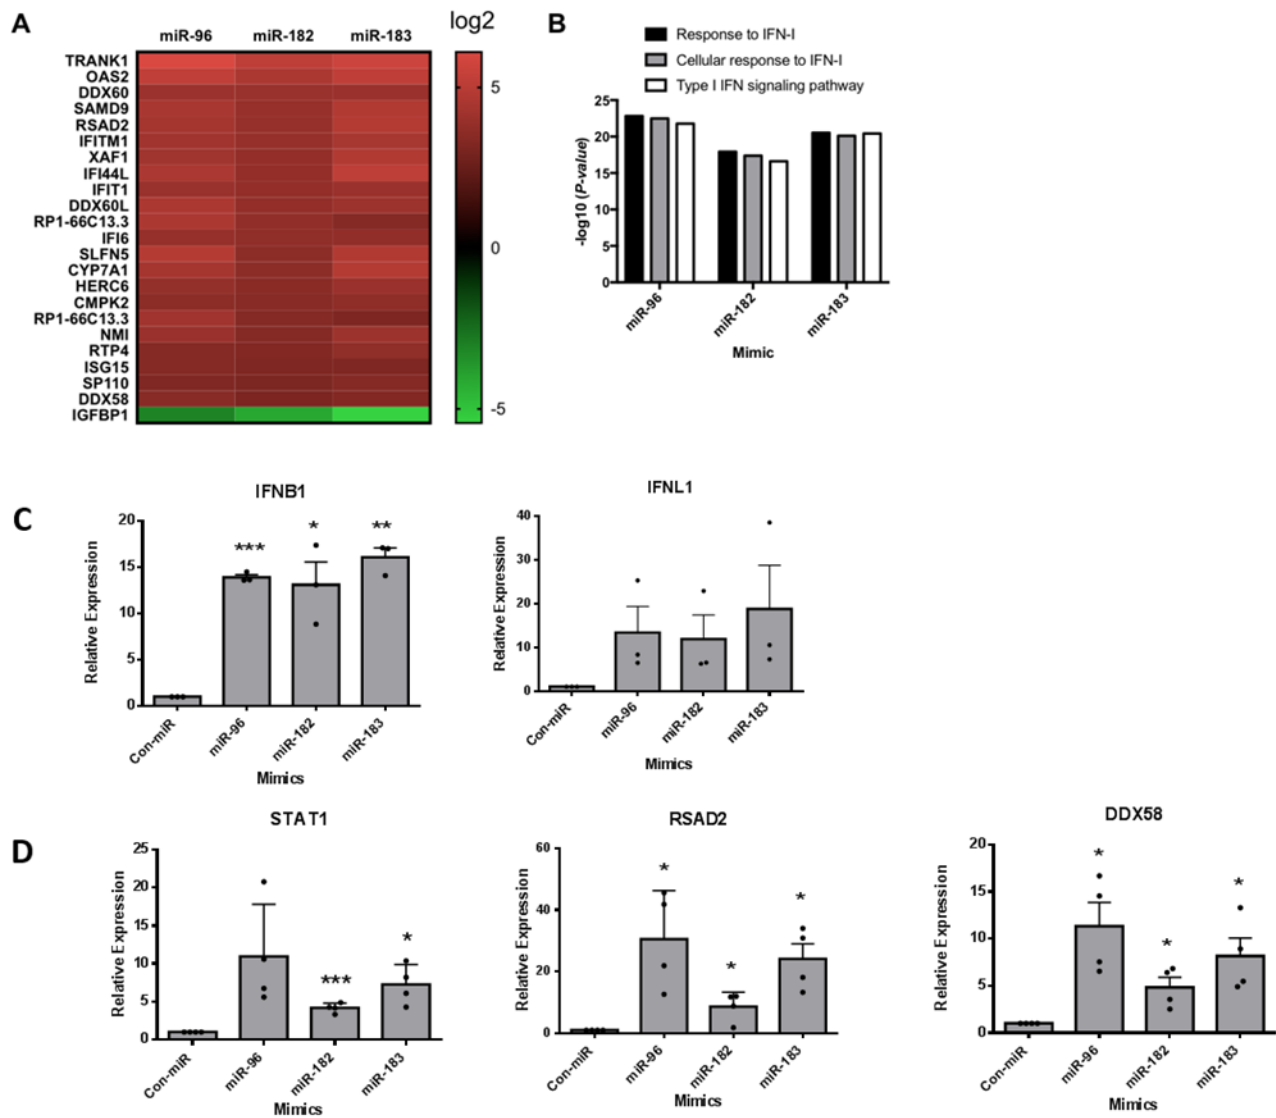 A
miR-96 miR-182 miR-183
log2
TRANK1
OAS2
DDX60
SAMD9
RSAD2
IFITM1
XAF1
IFI44L
IFIT1
DDX60L
RP1-66C13.3
IFI6
SLFN5
CYP7A1
HERC6
CMPK2
RP1-66C13.3
NMI
RTP4
ISG15
SP110
DDX58
IGFBP1
5
0
-5
B
Response to IFN-I
Cellular response to IFN-I
Type I IFN signaling pathway
-log10 (P-value)
25
20
15
10
5
0
miR-96
miR-182
miR-183
Mimic
C
IFNB1
Relative Expression
20
15
10
5
0
***
*
**
Con-miR
miR-96
miR-182
miR-183
Mimics
IFNL1
Relative Expression
40
30
20
10
0
Con-miR
miR-96
miR-182
miR-183
Mimics
D
STAT1
Relative Expression
25
20
15
10
5
0
***
*
Con-miR
miR-96
miR-182
miR-183
Mimics
RSAD2
Relative Expression
60
40
20
0
*
*
*
Con-miR
miR-96
miR-182
miR-183
Mimics
DDX58
Relative Expression
20
15
10
5
0
*
*
*
Con-miR
miR-96
miR-182
miR-183
Mimics